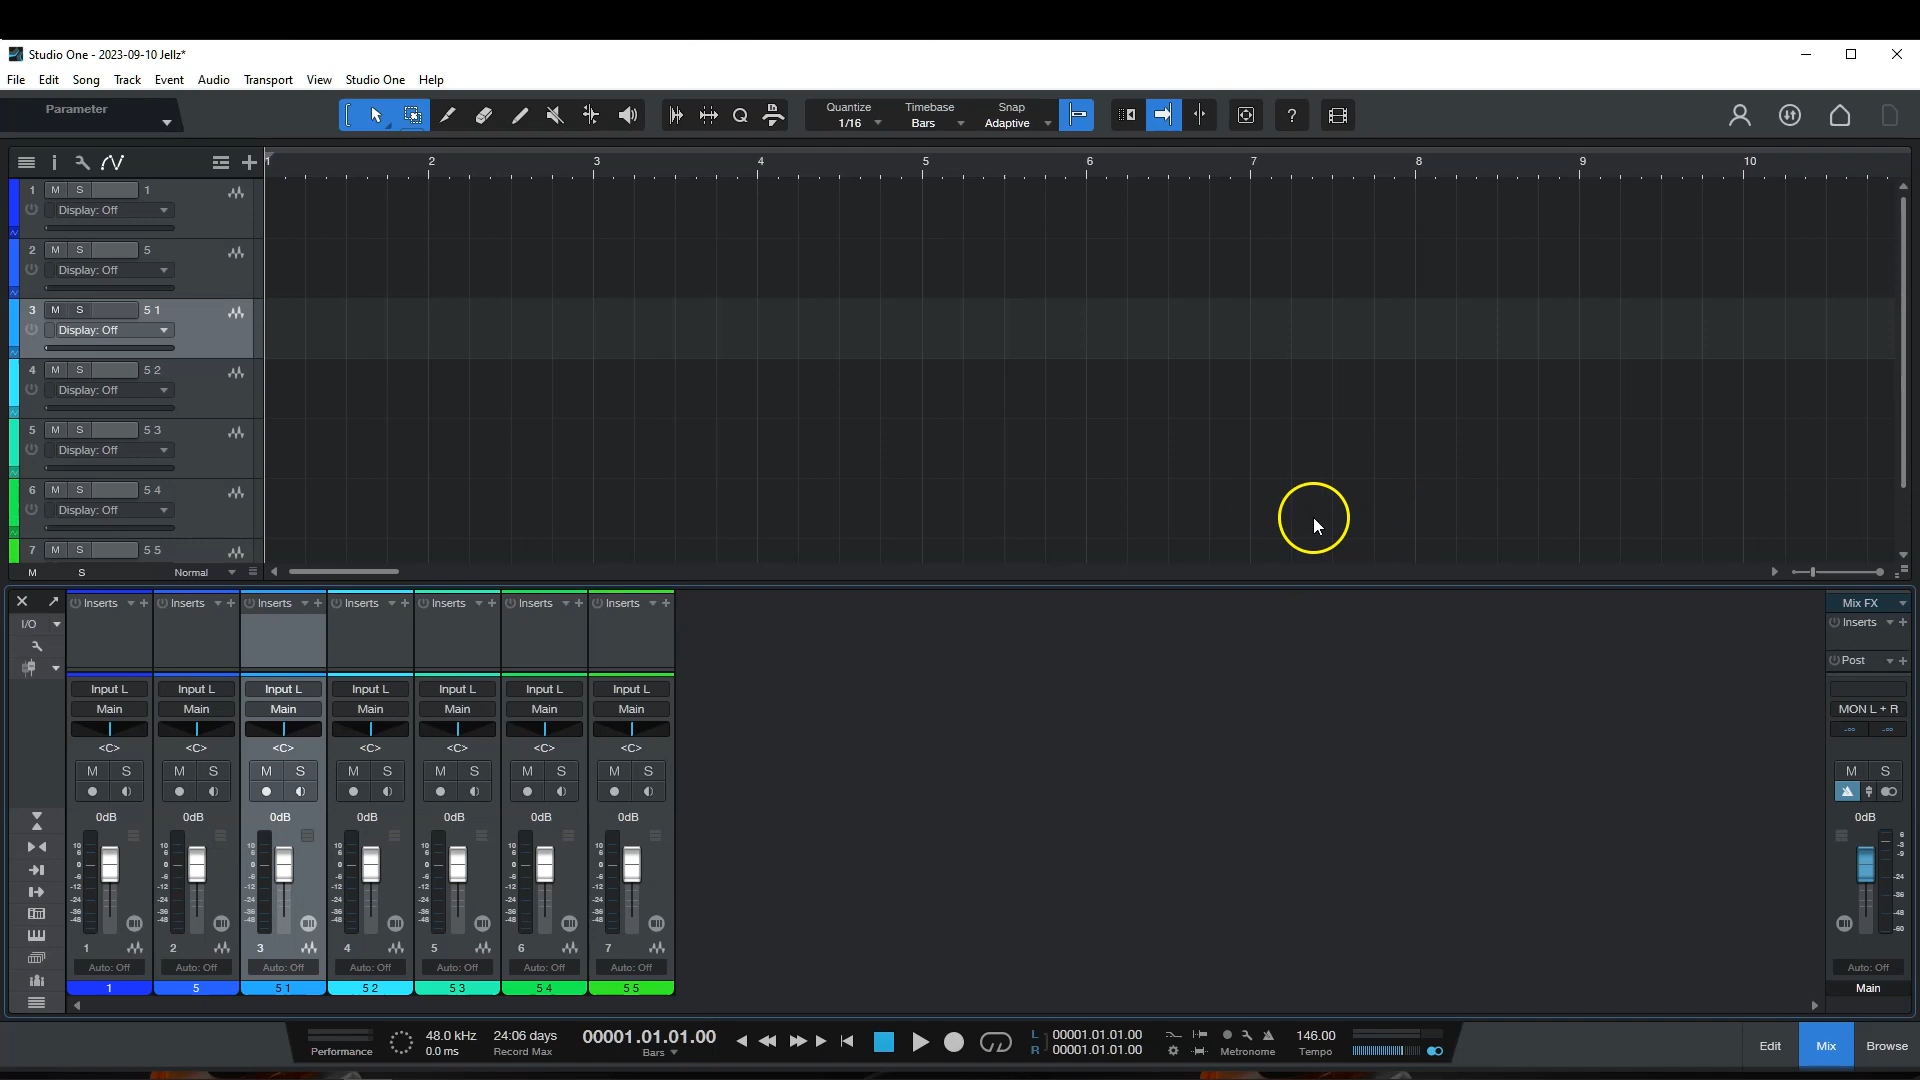 Studio One - 2023-09-10 Jellz*
File Edit Song Track Event Audio Transport View Studio One Help
Parameter
Quantize Timebase Snap
1/16 Bars Adaptive
?
1 2 3 4 5 6 7 8 9 10
1 M S 1
Display: Off
2 M S 5
Display: Off
3 M S 5 1
Display: Off
4 M S 5 2
Display: Off
5 M S 5 3
Display: Off
6 M S 5 4
Display: Off
7 M S 5 5
M S Normal
Inserts Inserts Inserts Inserts Inserts Inserts Inserts Mix FX
I/O Inserts
Post
Input L Input L Input L Input L Input L Input L Input L
Main Main Main Main Main Main Main MON L + R
<C> <C> <C> <C> <C> <C> <C>
M S M S M S M S M S M S M S M S
0dB 0dB 0dB 0dB 0dB 0dB 0dB 0dB
1 2 3 4 5 6 7
Auto: Off Auto: Off Auto: Off Auto: Off Auto: Off Auto: Off Auto: Off Auto: Off
1 5 5 1 5 2 5 3 5 4 5 5 Main
48.0 kHz 24:06 days 00001.01.01.00 L 00001.01.01.00 146.00
Performance 0.0 ms Record Max Bars R 00001.01.01.00 Metronome Tempo
Edit Mix Browse